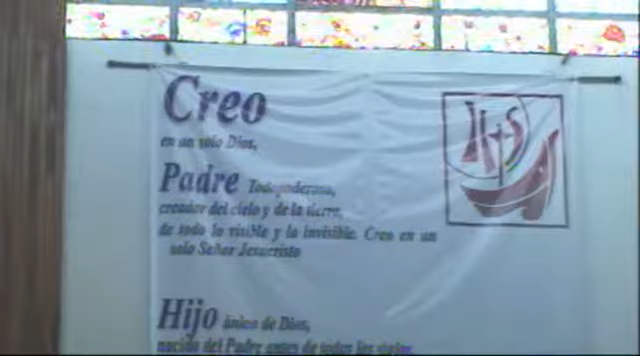 Creo
en un solo Dios,
Padre Todopoderoso,
creador del cielo y de la tierra,
de todo lo visible y lo invisible. Creo en un
solo Señor Jesucristo
Hijo único de Dios,
nacido del Padre antes de todos los siglos
JHS